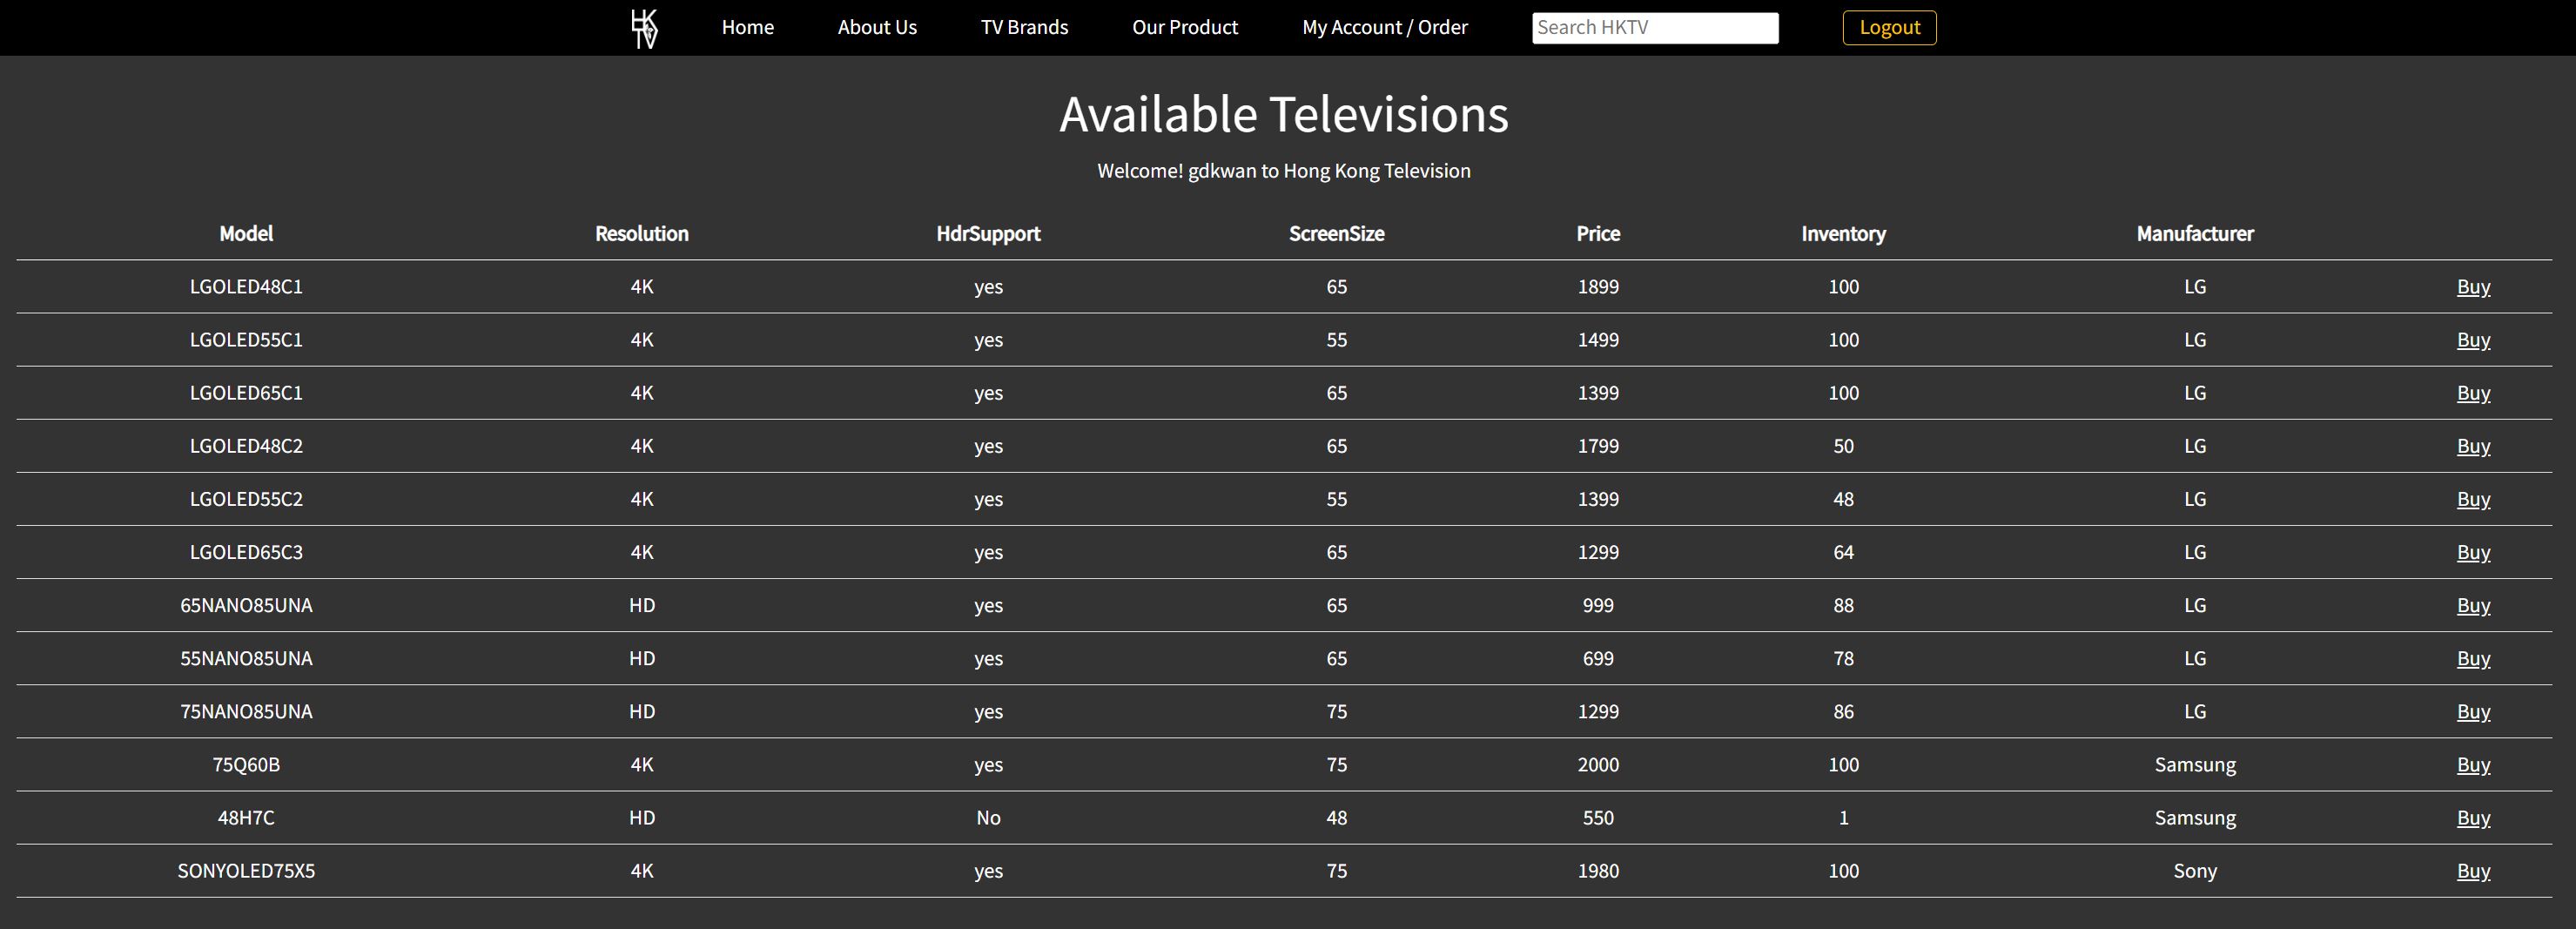 HK TV Home About Us TV Brands Our Product My Account / Order Search HKTV Logout
Available Televisions
Welcome! gdkwan to Hong Kong Television
Model Resolution HdrSupport ScreenSize Price Inventory Manufacturer
LGOLED48C1 4K yes 65 1899 100 LG Buy
LGOLED55C1 4K yes 55 1499 100 LG Buy
LGOLED65C1 4K yes 65 1399 100 LG Buy
LGOLED48C2 4K yes 65 1799 50 LG Buy
LGOLED55C2 4K yes 55 1399 48 LG Buy
LGOLED65C3 4K yes 65 1299 64 LG Buy
65NANO85UNA HD yes 65 999 88 LG Buy
55NANO85UNA HD yes 65 699 78 LG Buy
75NANO85UNA HD yes 75 1299 86 LG Buy
75Q60B 4K yes 75 2000 100 Samsung Buy
48H7C HD No 48 550 1 Samsung Buy
SONYOLED75X5 4K yes 75 1980 100 Sony Buy